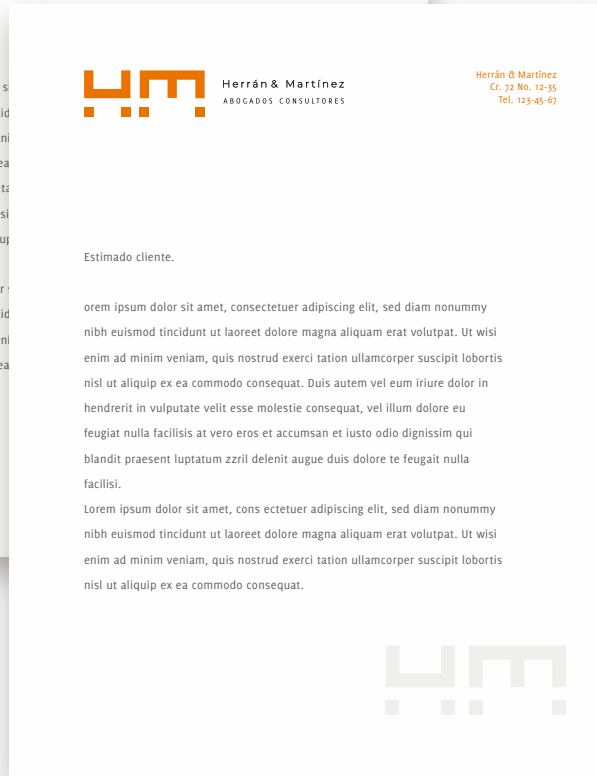 HM
Herrán & Martínez
ABOGADOS CONSULTORES
Herrán & Martínez
Cr. 72 No. 12-35
Tel. 123-45-67
Estimado cliente.
orem ipsum dolor sit amet, consectetuer adipiscing elit, sed diam nonummy
nibh euismod tincidunt ut laoreet dolore magna aliquam erat volutpat. Ut wisi
enim ad minim veniam, quis nostrud exerci tation ullamcorper suscipit lobortis
nisl ut aliquip ex ea commodo consequat. Duis autem vel eum iriure dolor in
hendrerit in vulputate velit esse molestie consequat, vel illum dolore eu
feugiat nulla facilisis at vero eros et accumsan et iusto odio dignissim qui
blandit praesent luptatum zzril delenit augue duis dolore te feugait nulla
facilisi.
Lorem ipsum dolor sit amet, cons ectetuer adipiscing elit, sed diam nonummy
nibh euismod tincidunt ut laoreet dolore magna aliquam erat volutpat. Ut wisi
enim ad minim veniam, quis nostrud exerci tation ullamcorper suscipit lobortis
nisl ut aliquip ex ea commodo consequat.
HM